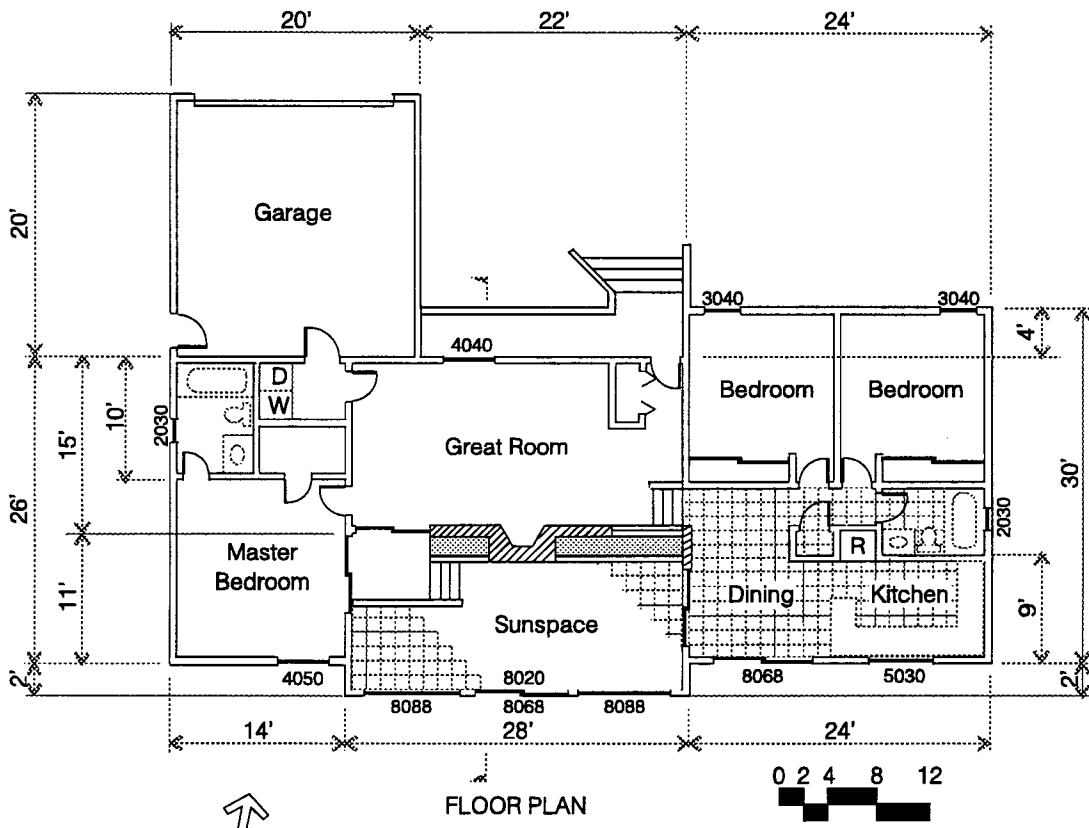 20' 22' 24'
20'
Garage
3040 3040
4'
4040
D
W
Bedroom Bedroom
2030
10'
15'
Great Room
26'
30'
2030
R
Master
Bedroom
11'
Dining Kitchen
9'
Sunspace
2'
4050
8020
8088 8068 8088
8068 5030
2'
14' 28' 24'
0 2 4 8 12
FLOOR PLAN